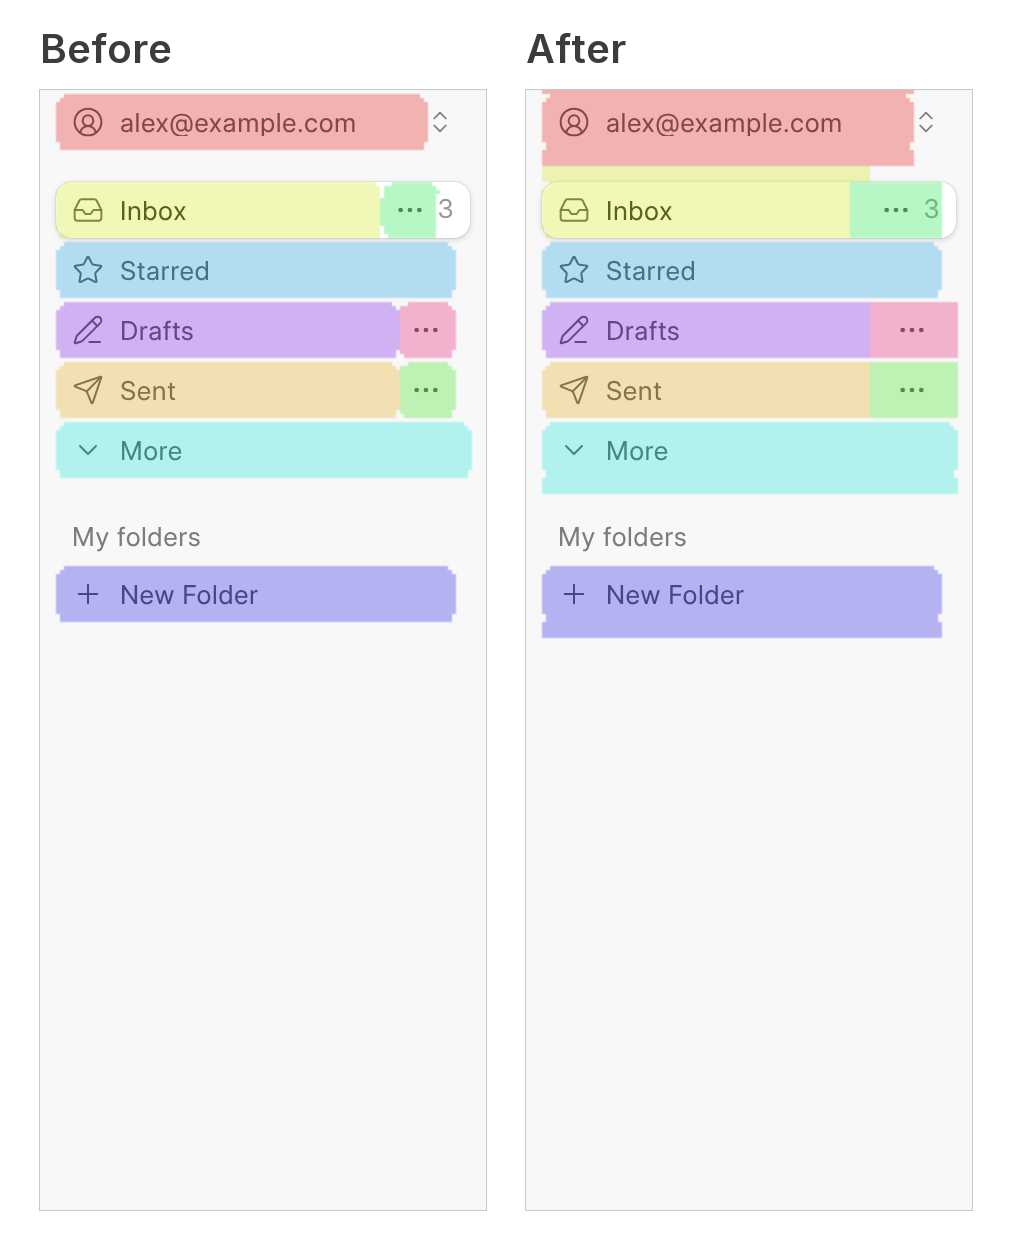 Before
alex@example.com
Inbox ... 3
Starred
Drafts ...
Sent ...
More
My folders
New Folder
After
alex@example.com
Inbox ... 3
Starred
Drafts ...
Sent ...
More
My folders
New Folder